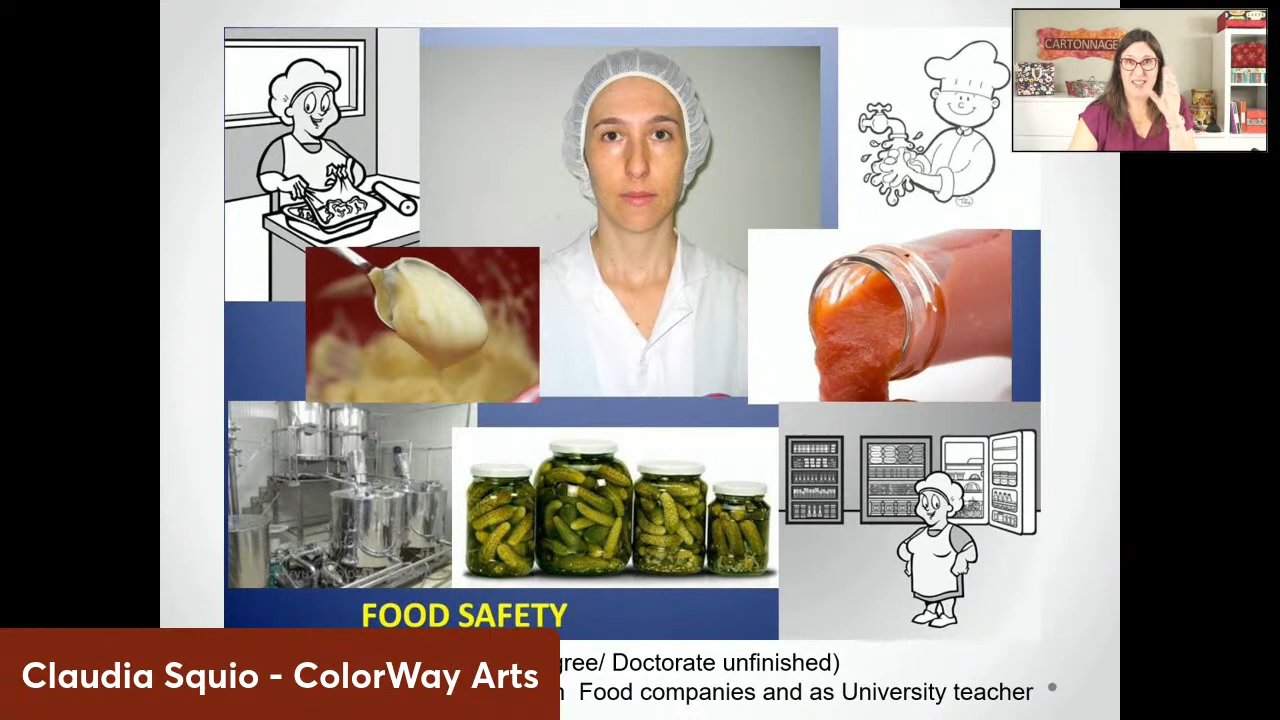 CARTONNAGE
FOOD SAFETY
gree/ Doctorate unfinished)
Food companies and as University teacher
Claudia Squio - ColorWay Arts